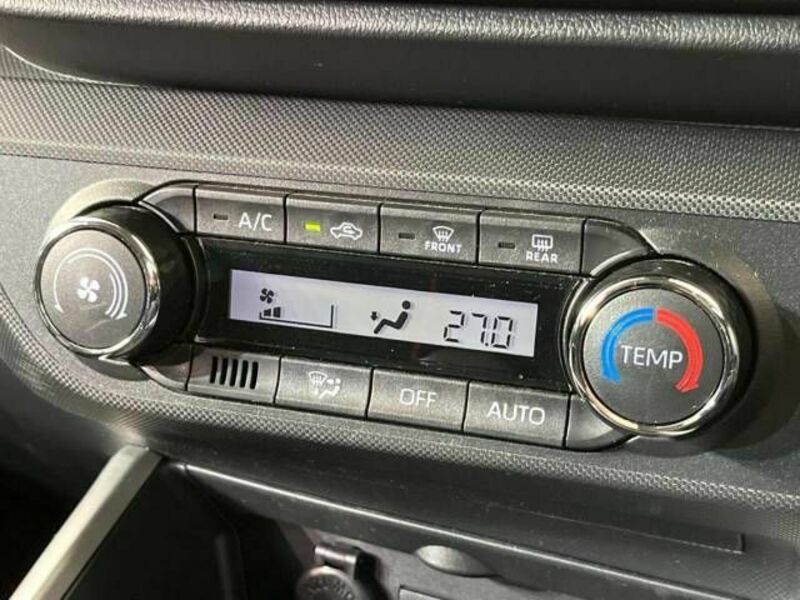 A/C
FRONT
REAR
27.0
TEMP
OFF
AUTO